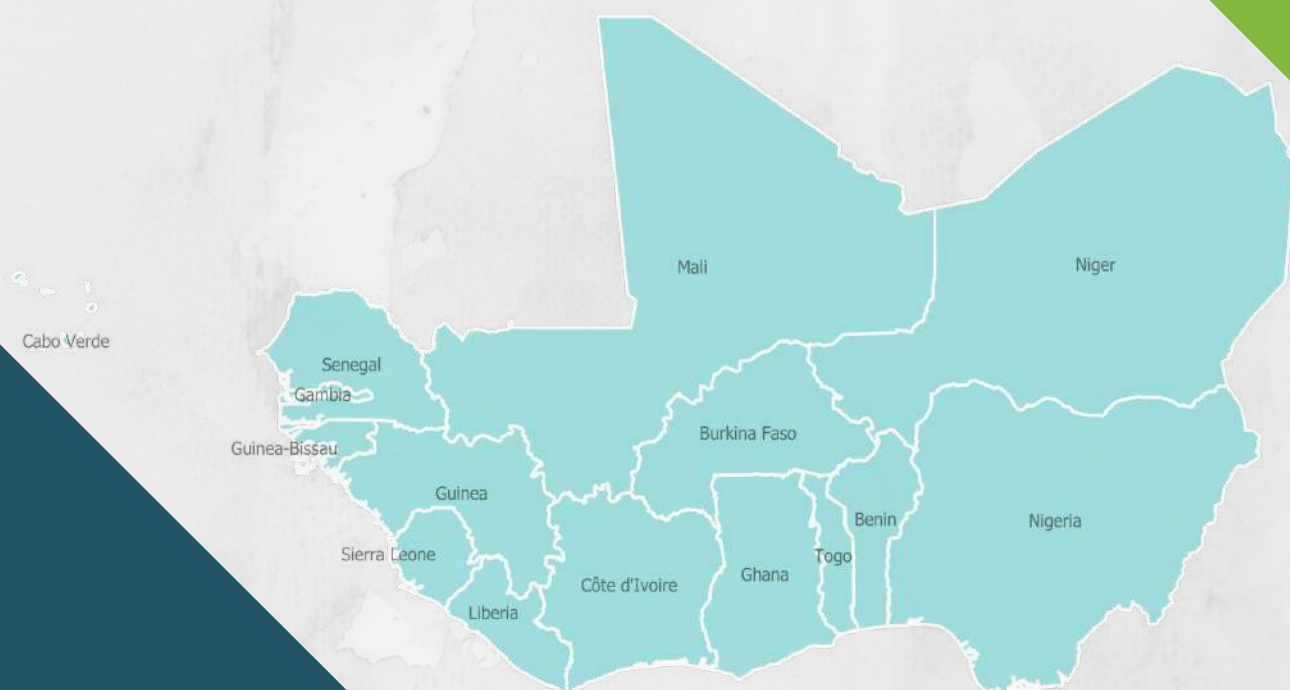 Mali
Niger
Cabo Verde
Senegal
Gambia
Burkina Faso
Guinea-Bissau
Guinea
Benin
Nigeria
Sierra Leone
Togo
Ghana
Côte d'Ivoire
Liberia